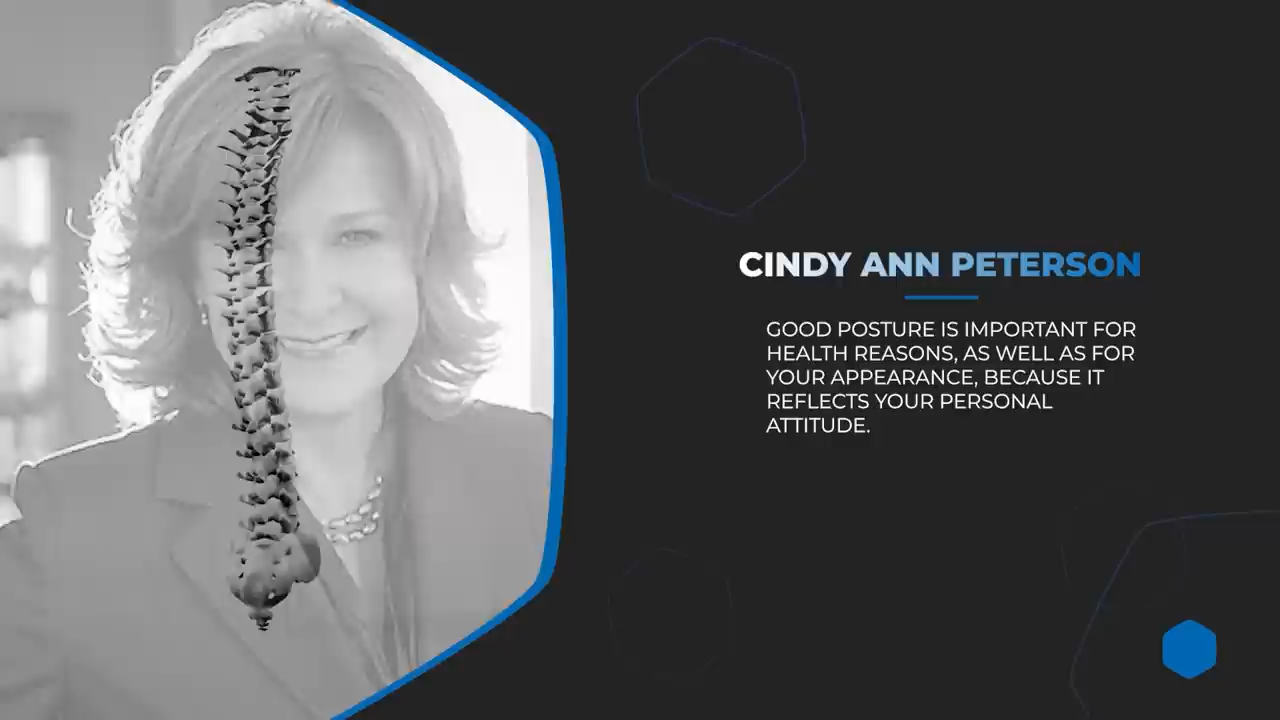 CINDY ANN PETERSON
GOOD POSTURE IS IMPORTANT FOR
HEALTH REASONS, AS WELL AS FOR
YOUR APPEARANCE, BECAUSE IT
REFLECTS YOUR PERSONAL
ATTITUDE.